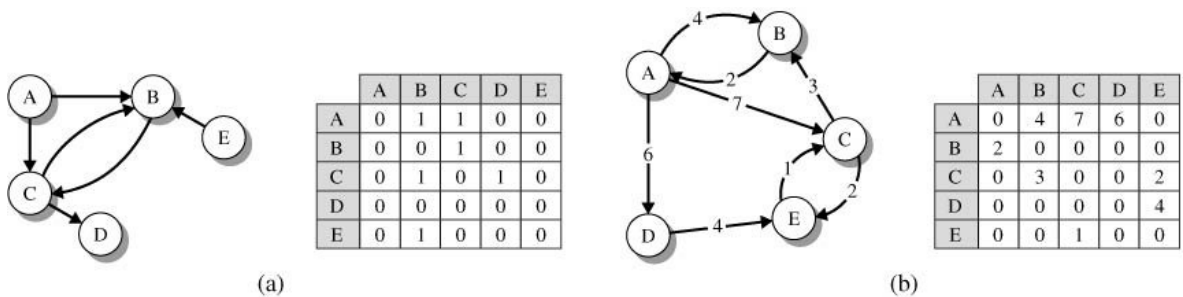 A
B
E
C
D
A B C D E
A 0 1 1 0 0
B 0 0 1 0 0
C 0 1 0 1 0
D 0 0 0 0 0
E 0 1 0 0 0
(a)
4
B
A
2
3
7
C
6
1
2
E
D
4
A B C D E
A 0 4 7 6 0
B 2 0 0 0 0
C 0 3 0 0 2
D 0 0 0 0 4
E 0 0 1 0 0
(b)